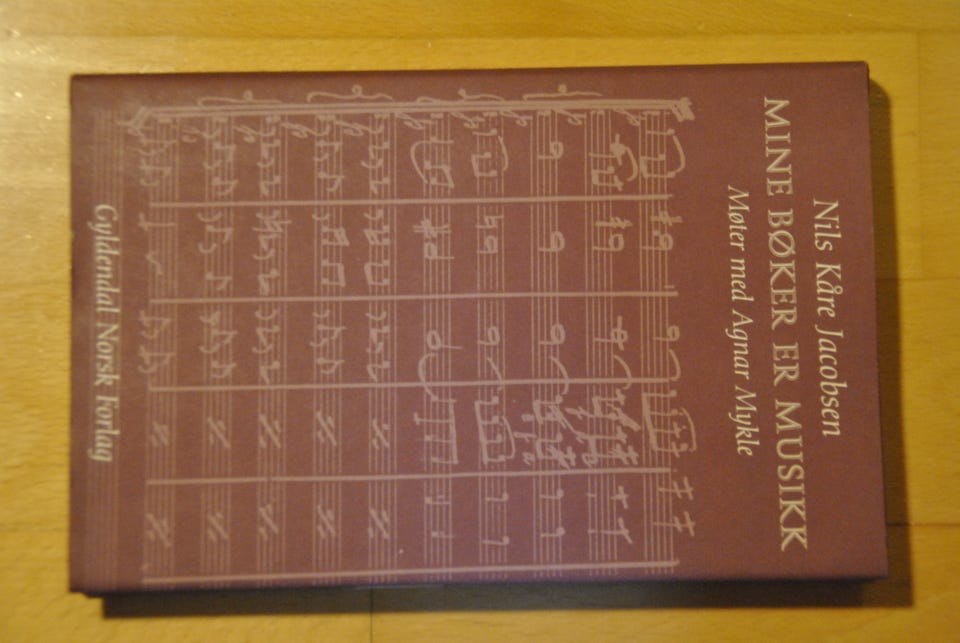 Nils Kåre Jacobsen
MINE BØKER ER MUSIKK
Møter med Agnar Mykle
Gyldendal Norsk Forlag